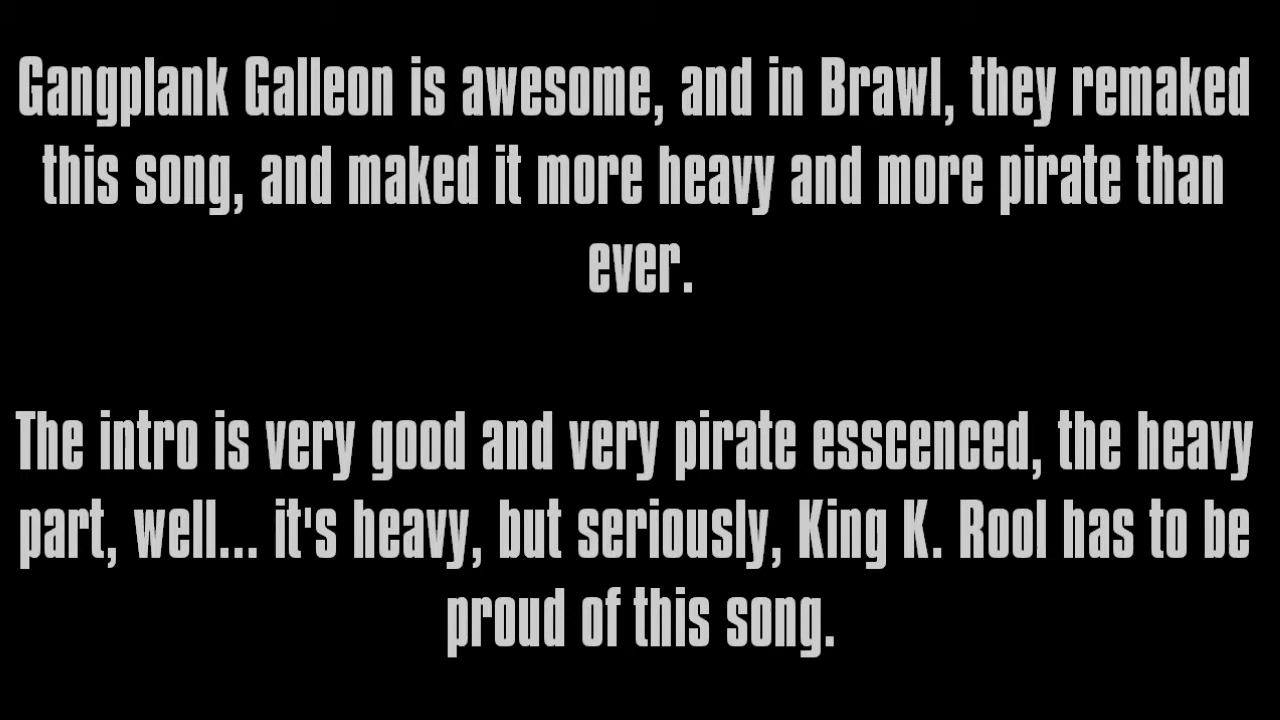 Gangplank Galleon is awesome, and in Brawl, they remaked
this song, and maked it more heavy and more pirate than
ever.
The intro is very good and very pirate esscenced, the heavy
part, well... it's heavy, but seriously, King K. Rool has to be
proud of this song.